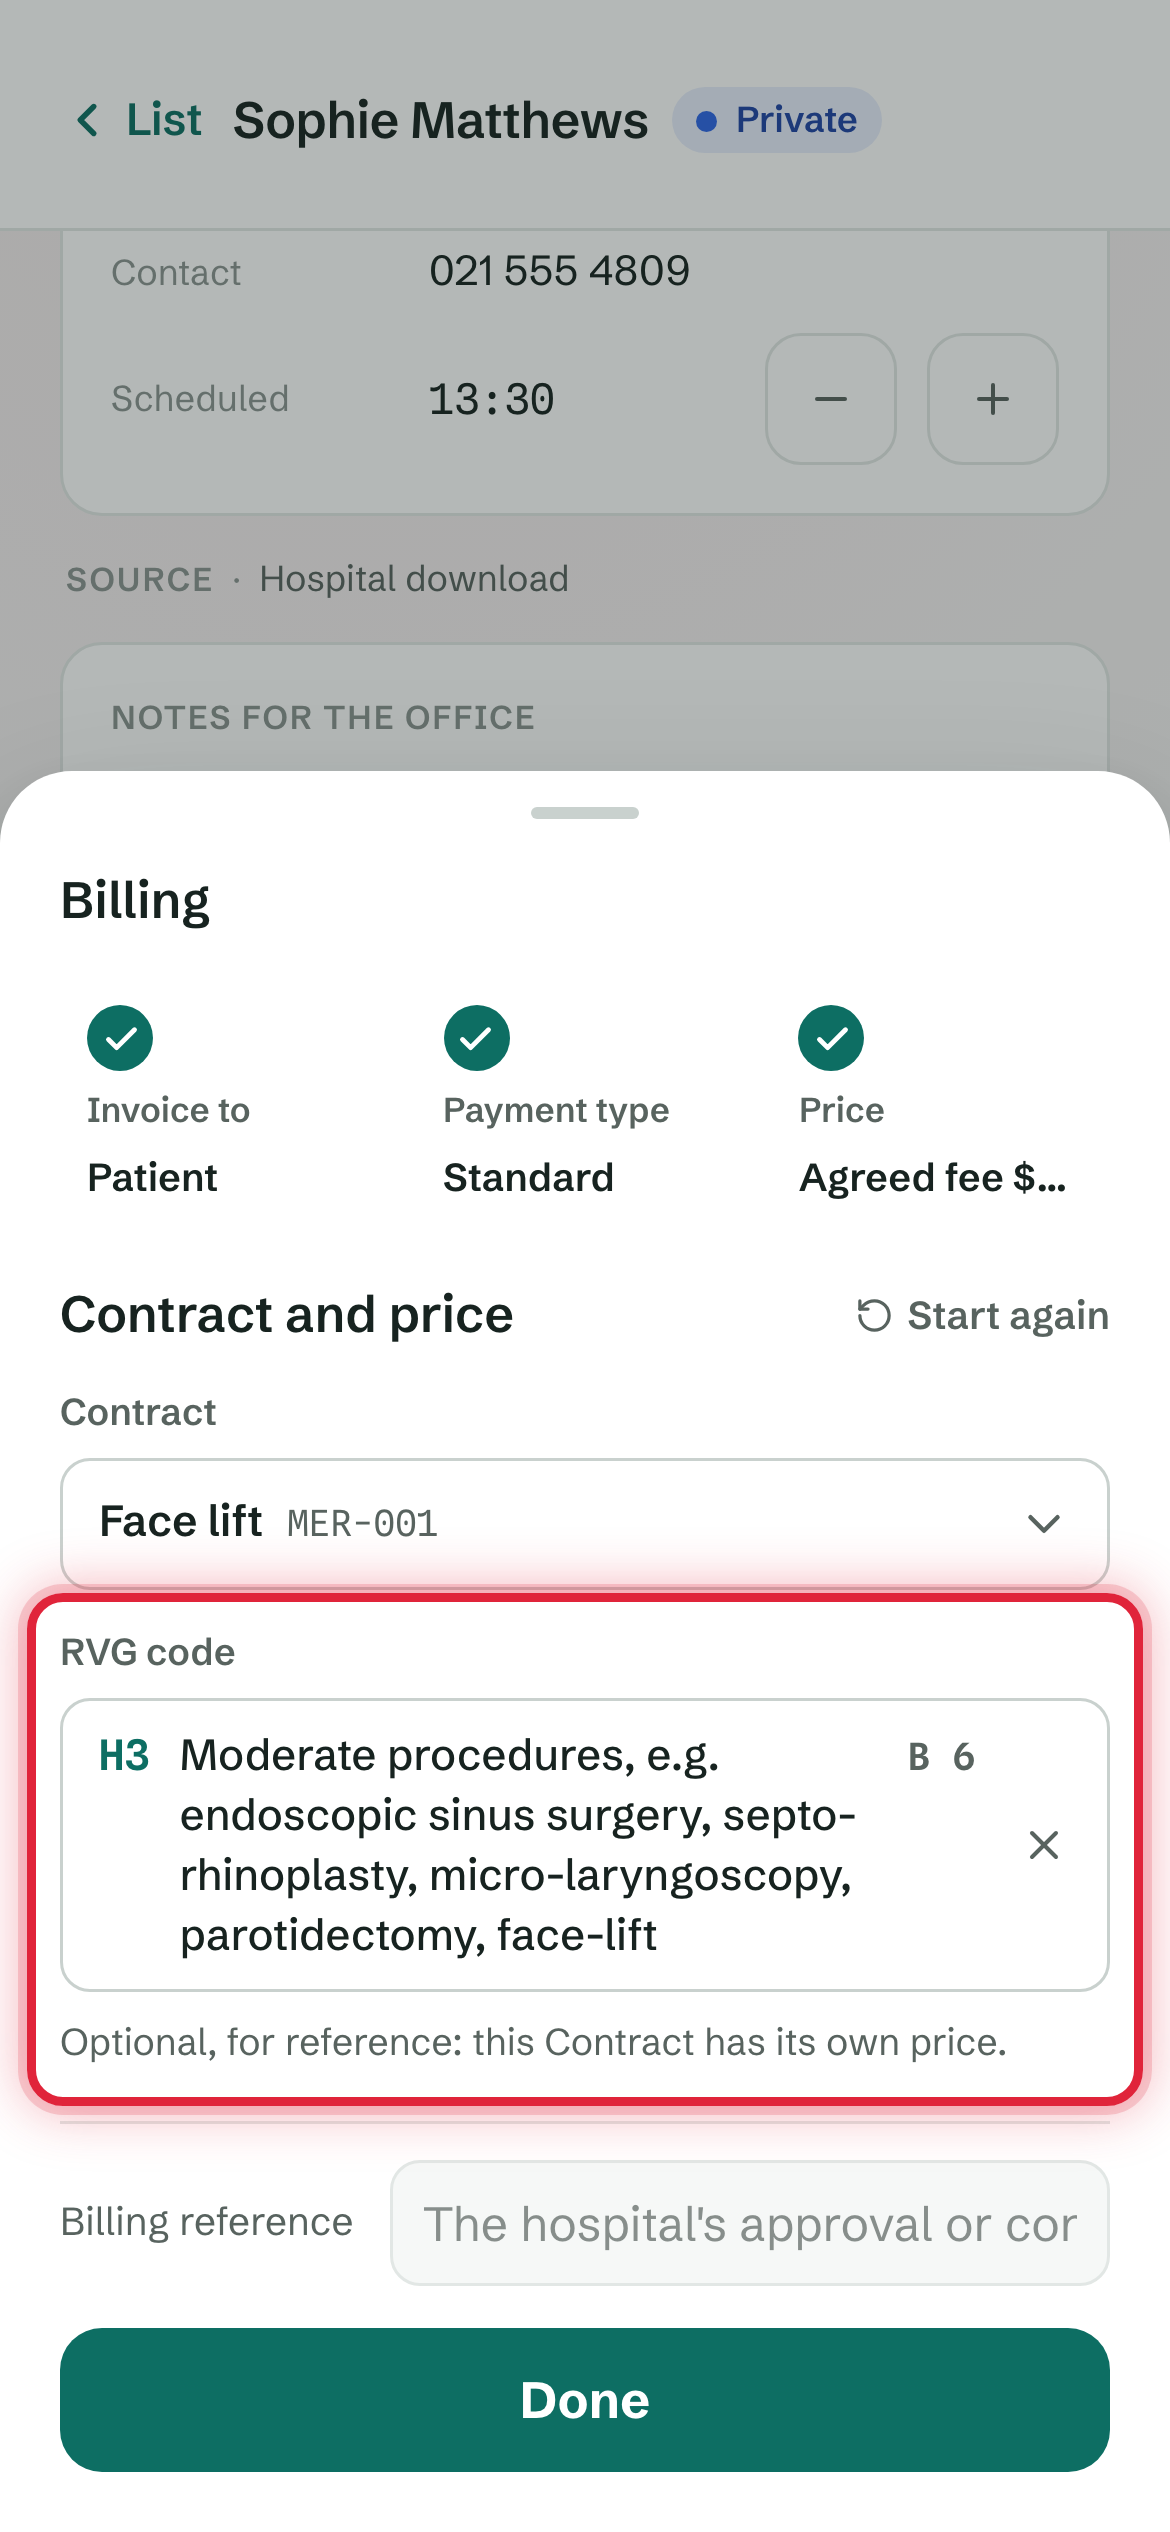 List Sophie Matthews Private
Contact 021 555 4809
Scheduled 13:30
SOURCE · Hospital download
NOTES FOR THE OFFICE
Billing
Invoice to Payment type Price
Patient Standard Agreed fee $...
Contract and price Start again
Contract
Face lift MER-001
RVG code
H3 Moderate procedures, e.g. B 6
endoscopic sinus surgery, septo-
rhinoplasty, micro-laryngoscopy,
parotidectomy, face-lift
Optional, for reference: this Contract has its own price.
Billing reference The hospital's approval or cor
Done